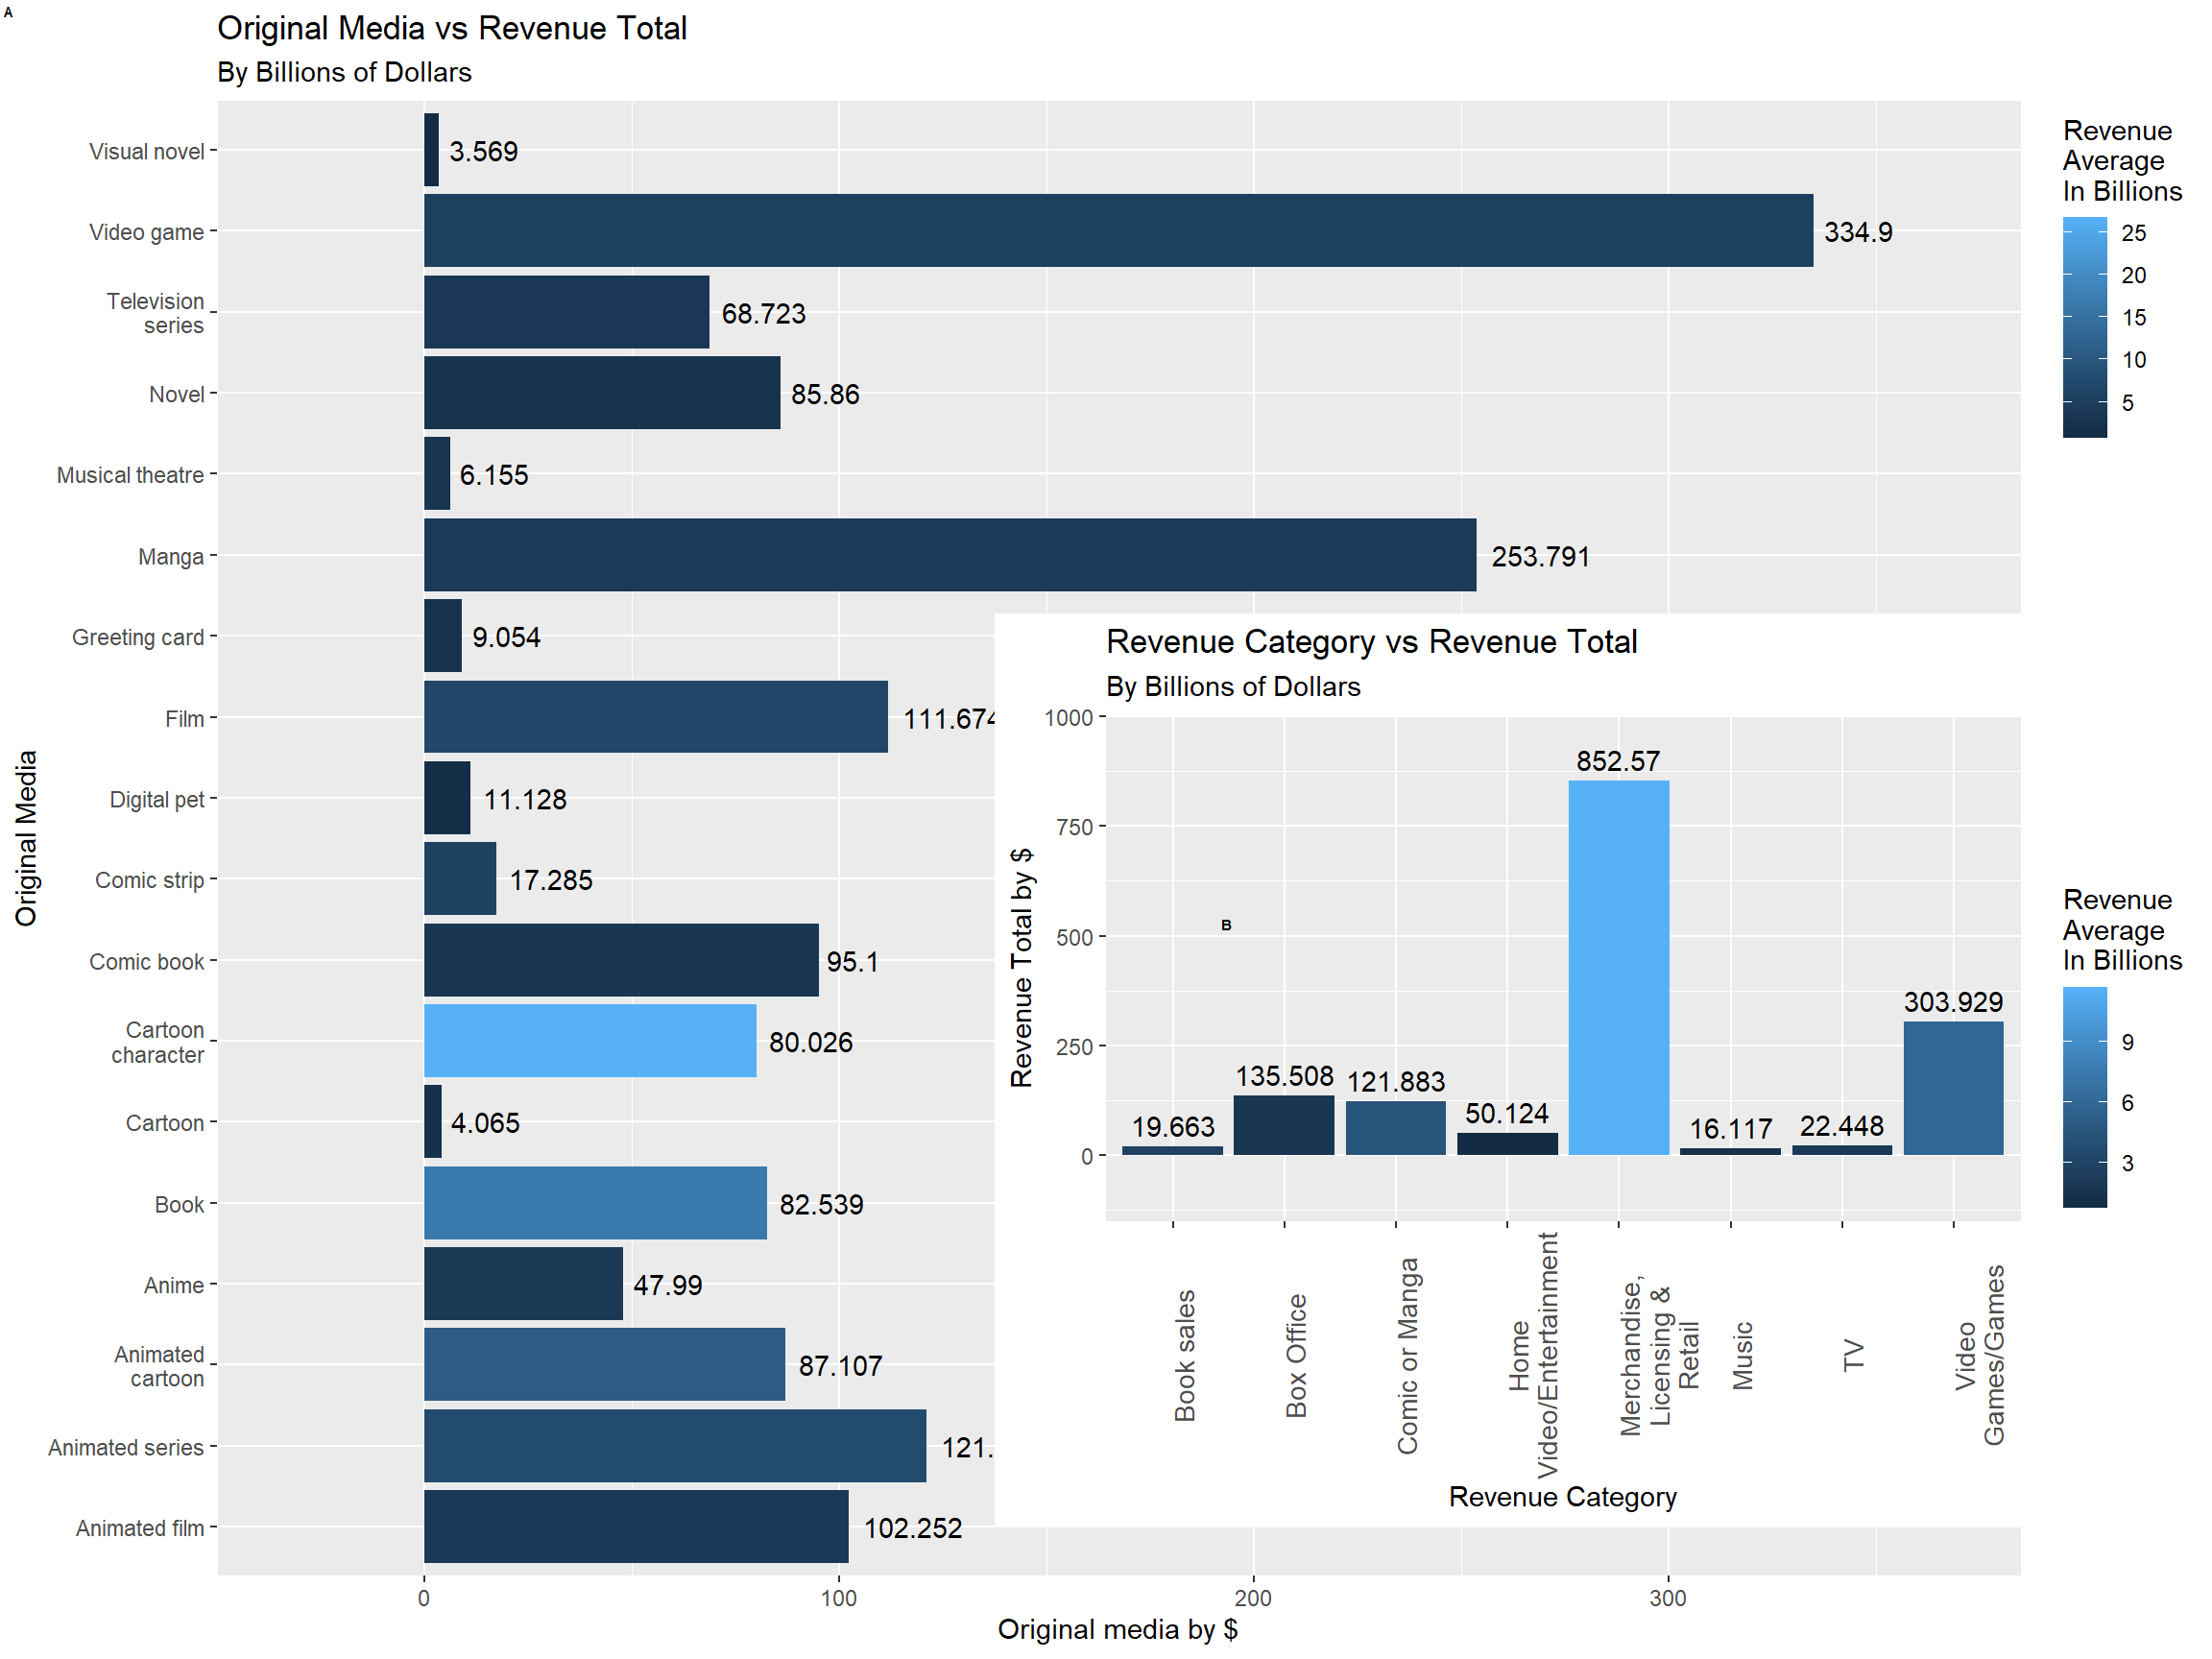 A
Original Media vs Revenue Total
By Billions of Dollars
Original Media
Visual novel
3.569
Video game
334.9
Television
series
68.723
Novel
85.86
Musical theatre
6.155
Manga
253.791
Greeting card
9.054
Film
111.674
Digital pet
11.128
Comic strip
17.285
Comic book
95.1
Cartoon
character
80.026
Cartoon
4.065
Book
82.539
Anime
47.99
Animated
cartoon
87.107
Animated series
121.
Animated film
102.252
0 100 200 300
Original media by $
Revenue
Average
In Billions
25
20
15
10
5
Revenue Category vs Revenue Total
By Billions of Dollars
Revenue Total by $
1000
750
500
250
0
B
19.663
135.508
121.883
50.124
852.57
16.117
22.448
303.929
Book sales
Box Office
Comic or Manga
Home
Video/Entertainment
Merchandise,
Licensing &
Retail
Music
TV
Video
Games/Games
Revenue Category
Revenue
Average
In Billions
9
6
3